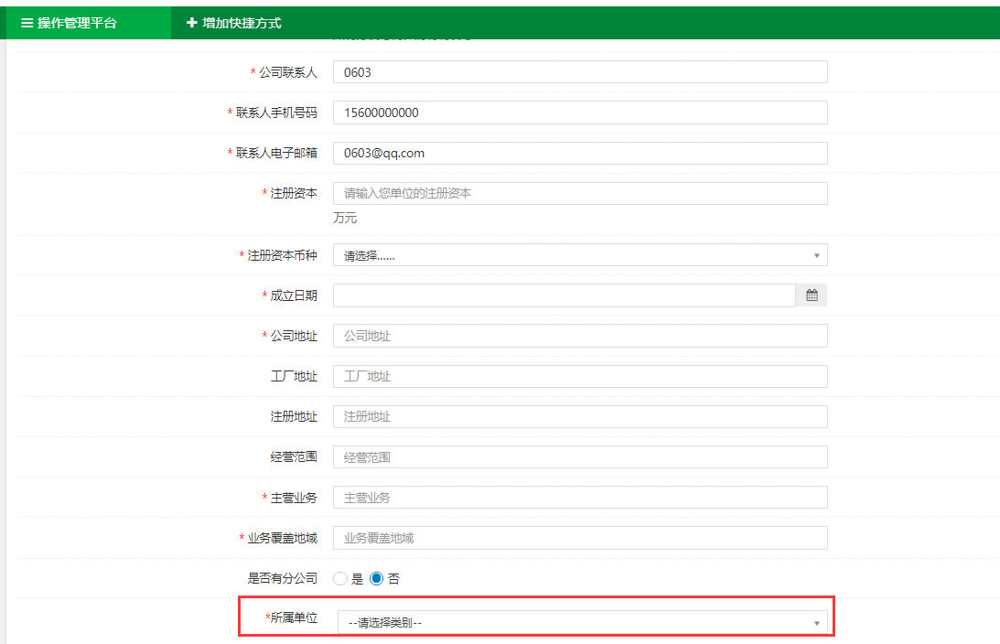 操作管理平台 增加快捷方式
* 公司联系人 0603
* 联系人手机号码 15600000000
* 联系人电子邮箱 0603@qq.com
* 注册资本 请输入您单位的注册资本
万元
* 注册资本币种 请选择......
* 成立日期
* 公司地址 公司地址
工厂地址 工厂地址
注册地址 注册地址
经营范围 经营范围
* 主营业务 主营业务
* 业务覆盖地域 业务覆盖地域
是否有分公司 是 否
*所属单位 --请选择类别--